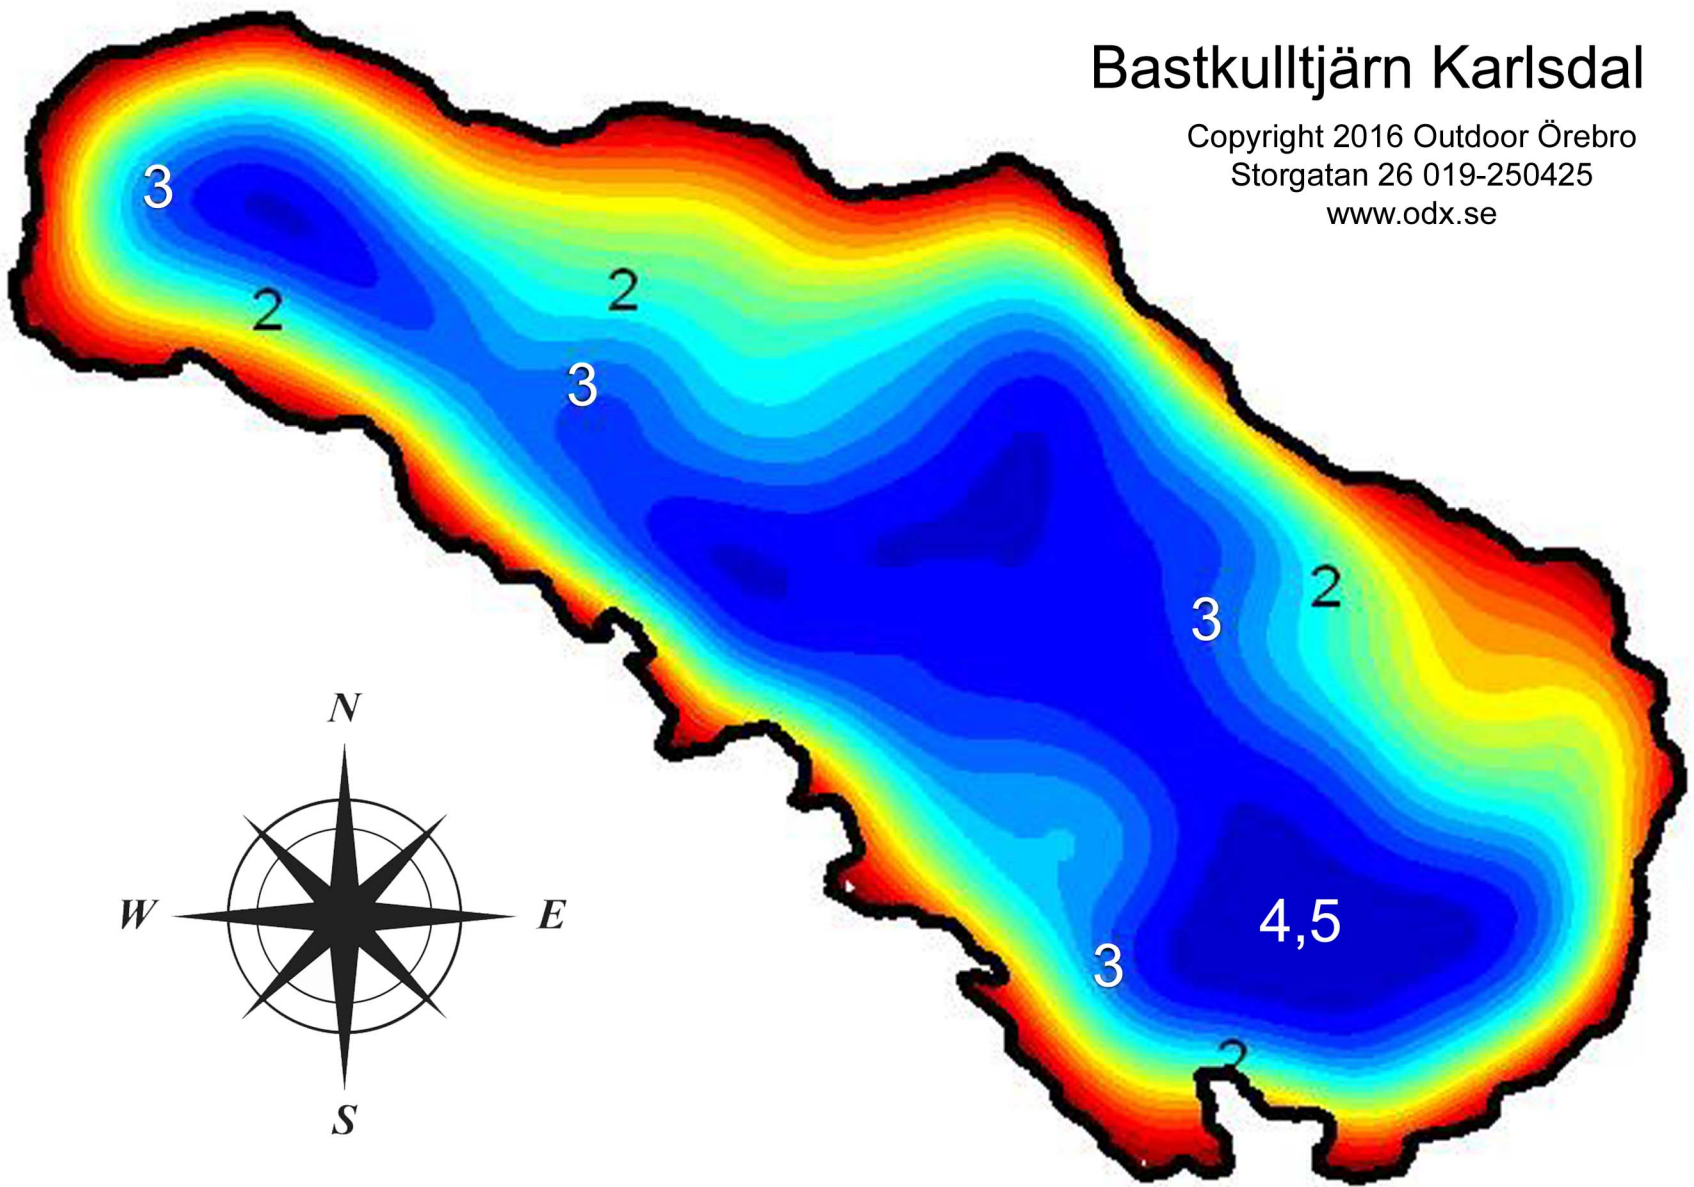 Bastkulltjärn Karlsdal
Copyright 2016 Outdoor Örebro
Storgatan 26 019-250425
www.odx.se
3
2
2
3
2
3
4,5
3
2
N
W
E
S